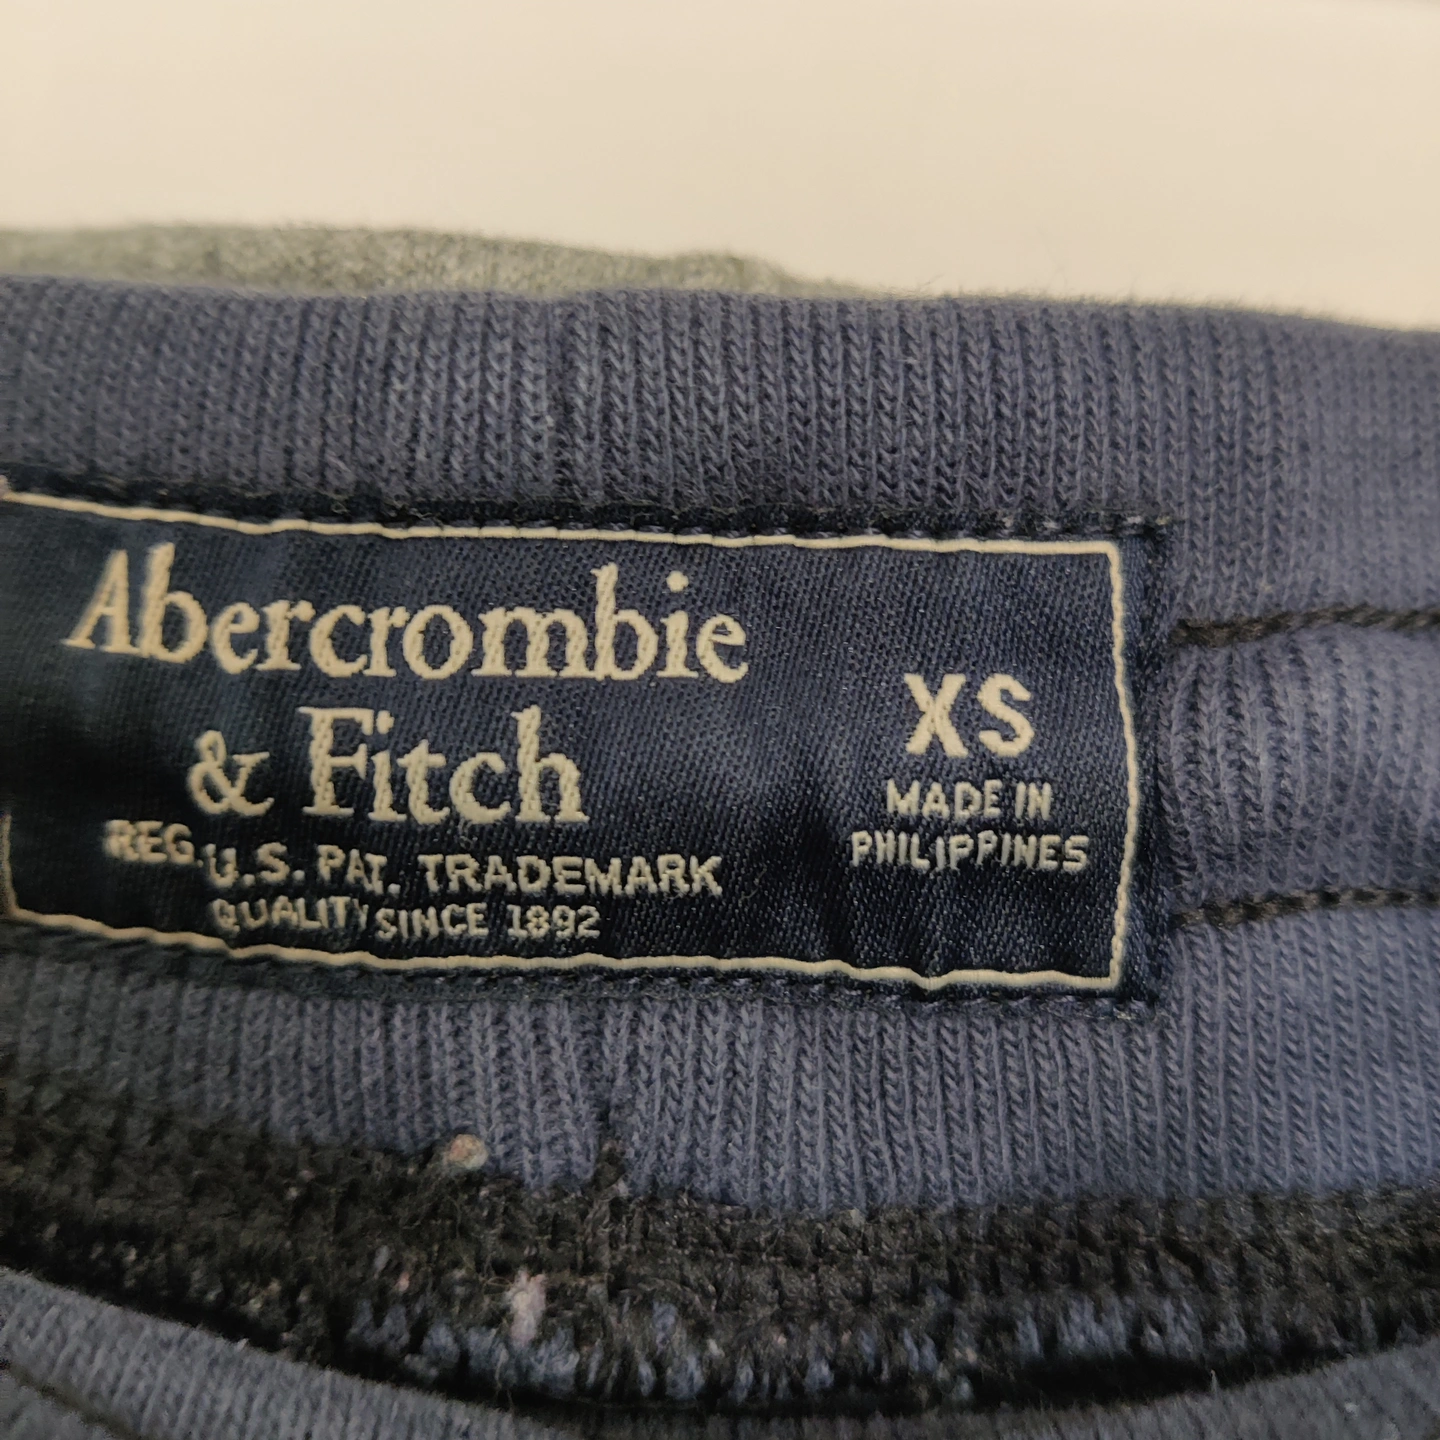 Abercrombie
& Fitch
REG. U.S. PAT. TRADEMARK
QUALITY SINCE 1892
XS
MADE IN
PHILIPPINES